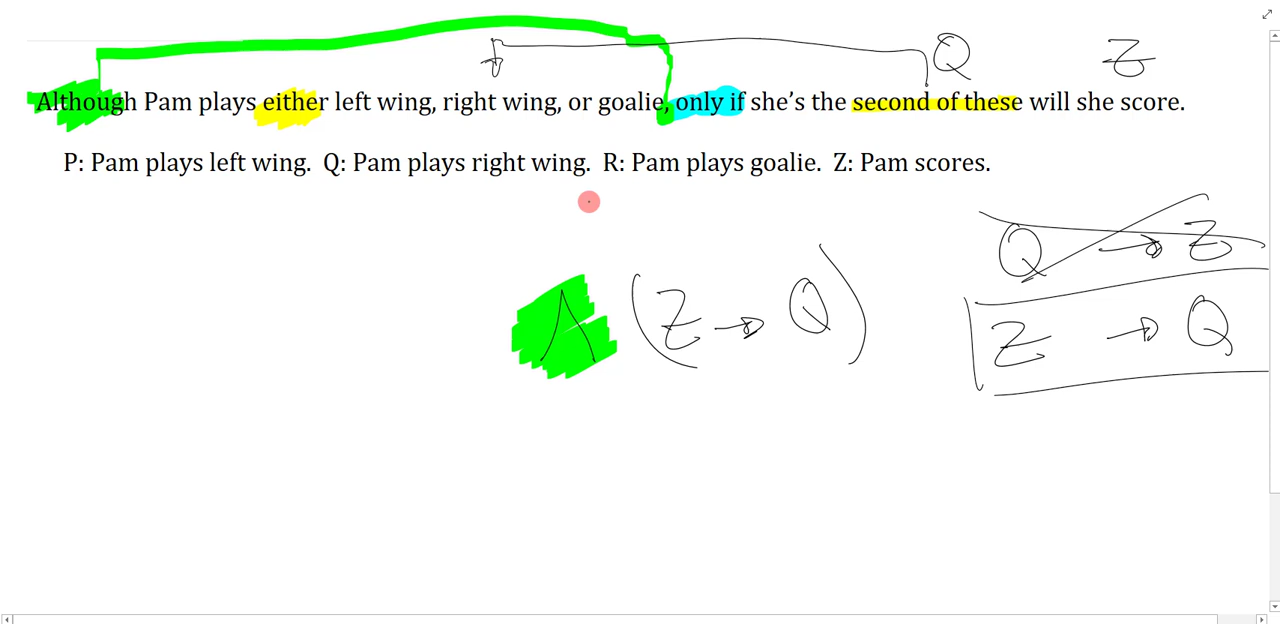 Q Z
Although Pam plays either left wing, right wing, or goalie, only if she’s the second of these will she score.
P: Pam plays left wing.  Q: Pam plays right wing.  R: Pam plays goalie.  Z: Pam scores.
Q → Z
∧ (Z → Q)
Z → Q